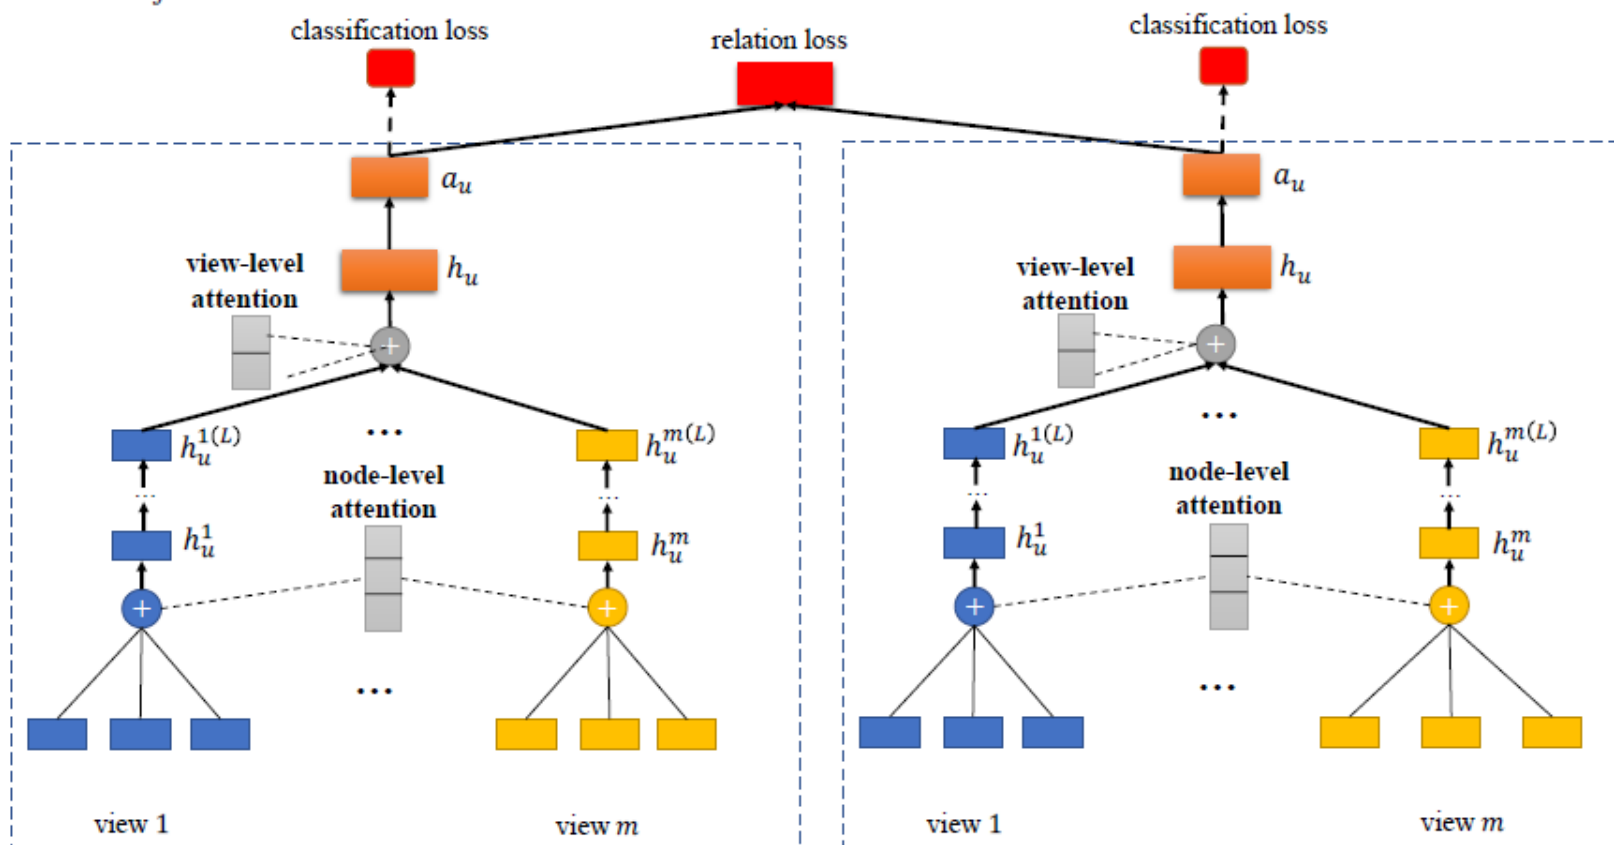 classification loss
relation loss
classification loss
a_u
a_u
view-level
attention
h_u
view-level
attention
h_u
+
+
...
...
h_u^{1(L)}
h_u^{m(L)}
h_u^{1(L)}
h_u^{m(L)}
node-level
attention
node-level
attention
...
...
...
...
h_u^1
h_u^m
h_u^1
h_u^m
+
+
+
+
...
...
view 1
view m
view 1
view m